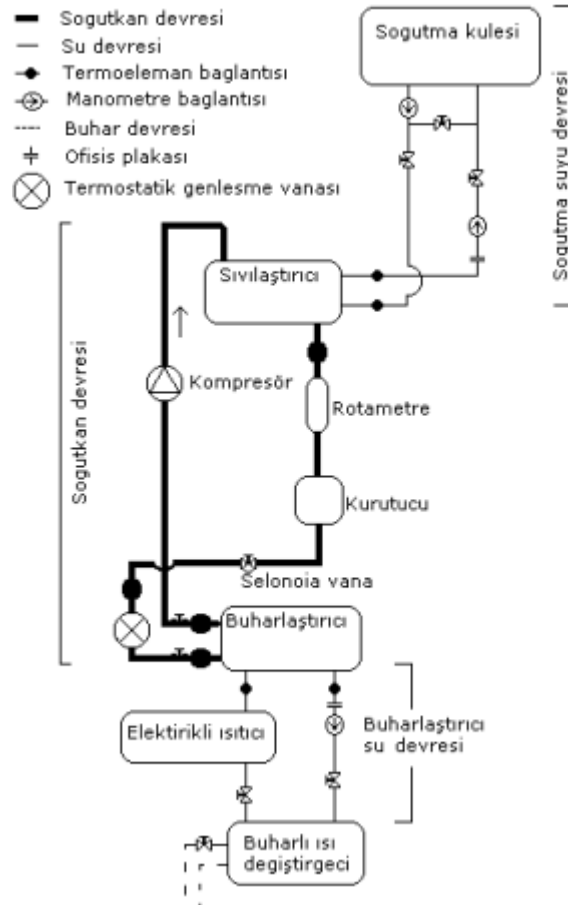 Sogutkan devresi
Su devresi
Termoeleman baglantısı
Manometre baglantısı
Buhar devresi
Ofisis plakası
Termostatik genlesme vanası
Sogutma kulesi
Sogutma suyu devresi
Sogutkan devresi
Sıvılaştırıcı
Kompresör
Rotametre
Kurutucu
Selonoia vana
Buharlaştırıcı
Elektirikli ısıtıcı
Buharlaştırıcı
su devresi
Buharlı ısı
degiştirgeci